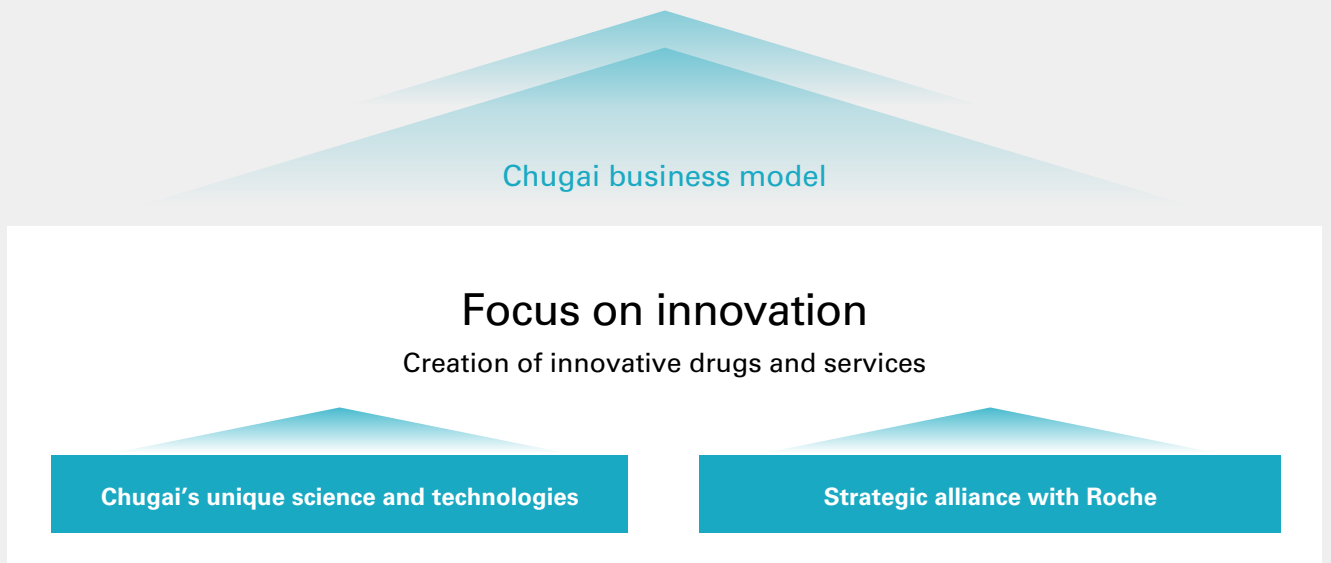 Chugai business model
Focus on innovation
Creation of innovative drugs and services
Chugai’s unique science and technologies
Strategic alliance with Roche